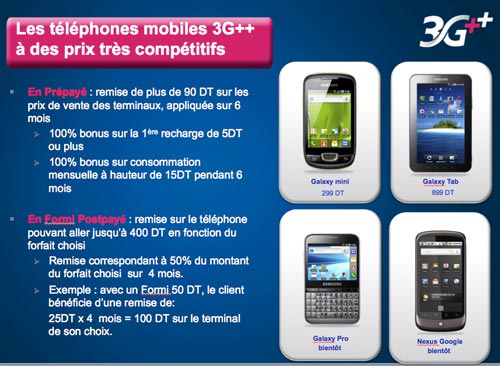 Les téléphones mobiles 3G++
à des prix très compétitifs
3G++
En Prépayé : remise de plus de 90 DT sur les
prix de vente des terminaux, appliquée sur 6
mois
100% bonus sur la 1ère recharge de 5DT
ou plus
100% bonus sur consommation
mensuelle à hauteur de 15DT pendant 6
mois
En Formi Postpayé : remise sur le téléphone
pouvant aller jusqu'à 400 DT en fonction du
forfait choisi
Remise correspondant à 50% du montant
du forfait choisi sur 4 mois.
Exemple : avec un Formi 50 DT, le client
bénéficie d'une remise de:
25DT x 4 mois = 100 DT sur le terminal
de son choix.
SAMSUNG
Galaxy mini
299 DT
Galaxy Tab
899 DT
SAMSUNG
Galaxy Pro
bientôt
Nexus Google
bientôt